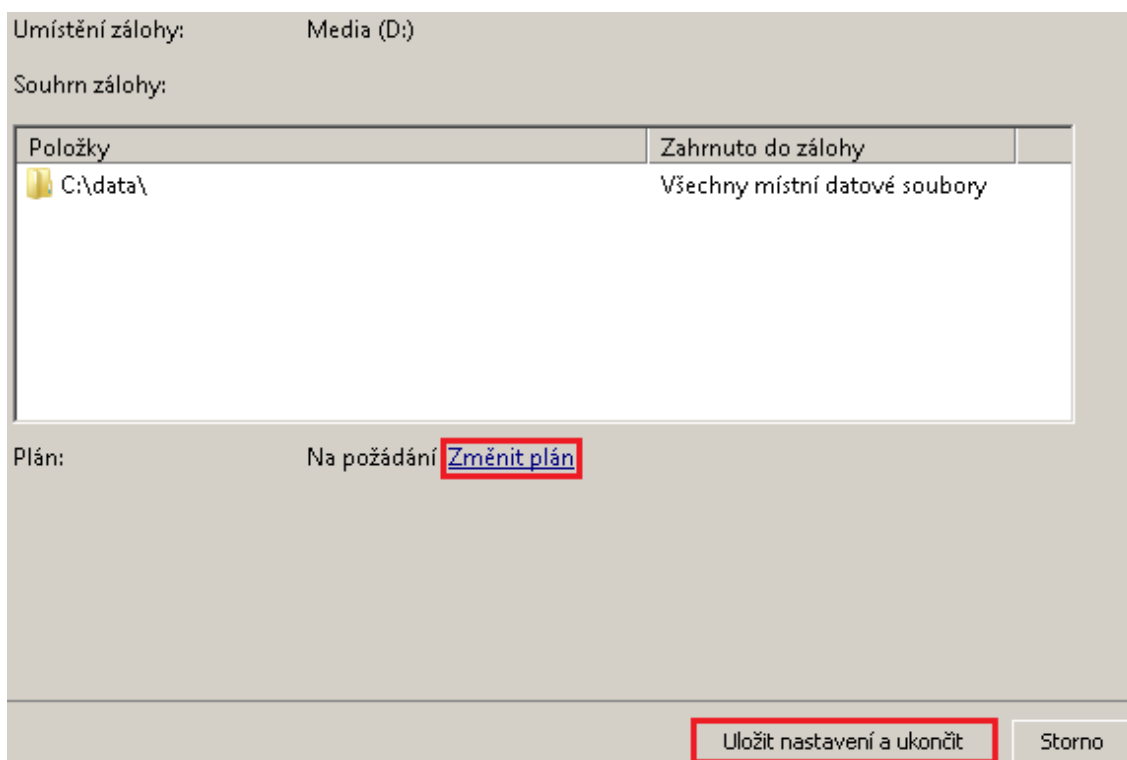 Umístění zálohy: Media (D:)
Souhrn zálohy:
Položky Zahrnuto do zálohy
C:\data\ Všechny místní datové soubory
Plán: Na požádání Změnit plán
Uložit nastavení a ukončit Storno